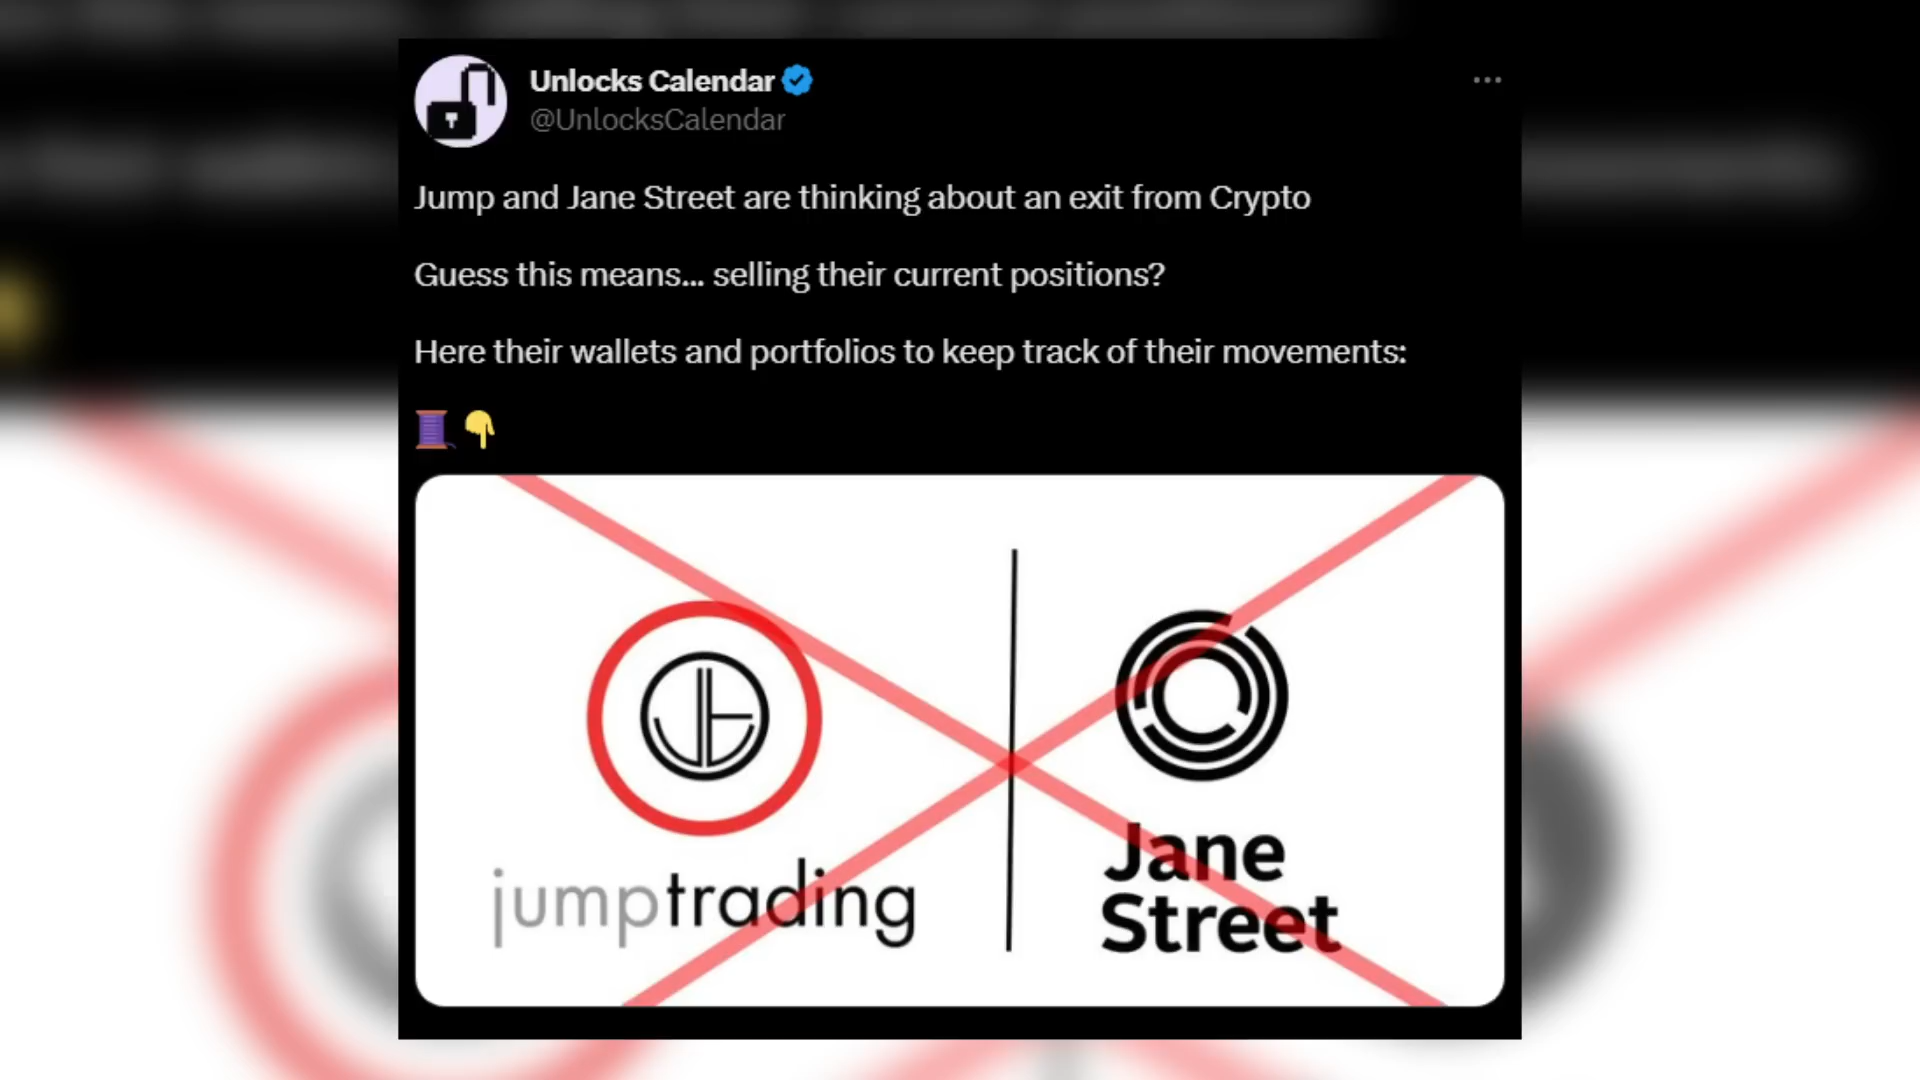 Unlocks Calendar
@UnlocksCalendar
Jump and Jane Street are thinking about an exit from Crypto
Guess this means... selling their current positions?
Here their wallets and portfolios to keep track of their movements:
jumptrading
Jane
Street